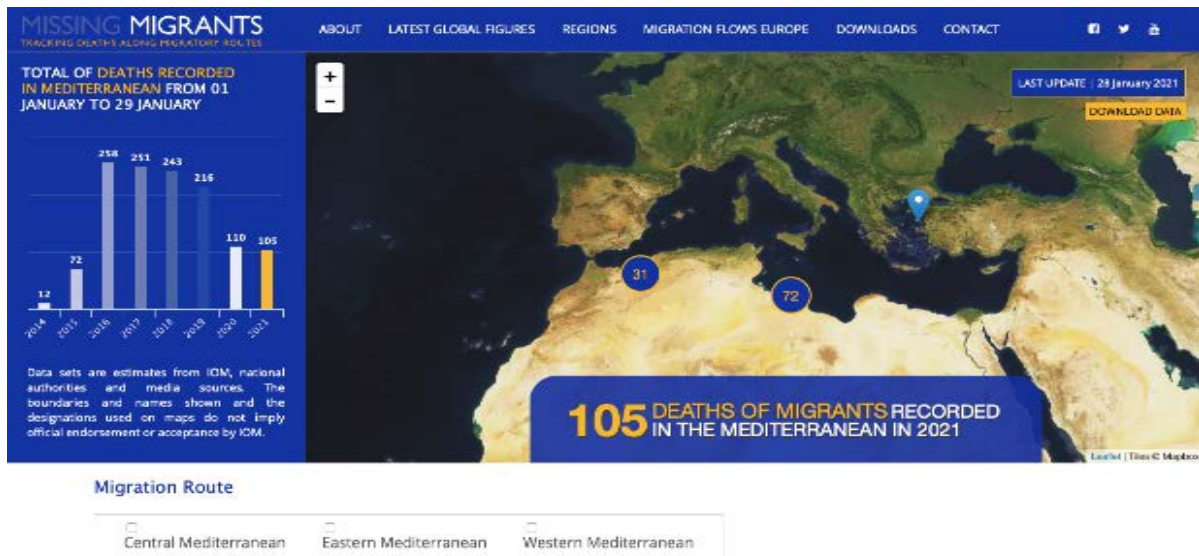 MISSING MIGRANTS
TRACKING DEATHS ALONG MIGRATORY ROUTES
ABOUT LATEST GLOBAL FIGURES REGIONS MIGRATION FLOWS EUROPE DOWNLOADS CONTACT
TOTAL OF DEATHS RECORDED
IN MEDITERRANEAN FROM 01
JANUARY TO 29 JANUARY
258
251
243
216
110
105
72
12
2014 2015 2016 2017 2018 2019 2020 2021
Data sets are estimates from IOM, national
authorities and media sources. The
boundaries and names shown and the
designations used on maps do not imply
official endorsement or acceptance by IOM.
+
−
LAST UPDATE | 28 January 2021
DOWNLOAD DATA
31
72
105 DEATHS OF MIGRANTS RECORDED
IN THE MEDITERRANEAN IN 2021
Leaflet | Tiles © Mapbox
Migration Route
Central Mediterranean Eastern Mediterranean Western Mediterranean